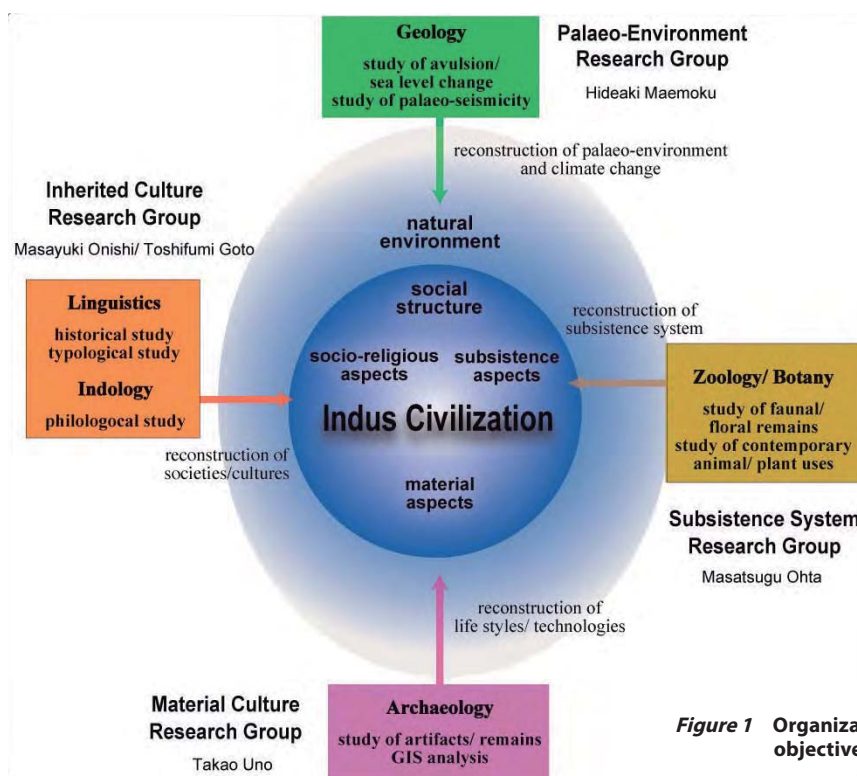 Geology
study of avulsion/
sea level change
study of palaeo-seismicity
Palaeo-Environment
Research Group
Hideaki Maemoku
reconstruction of palaeo-environment
and climate change
Inherited Culture
Research Group
Masayuki Onishi/ Toshifumi Goto
Linguistics
historical study
typological study
Indology
philologocal study
reconstruction of
societies/cultures
natural
environment
social
structure
socio-religious
aspects
subsistence
aspects
Indus Civilization
material
aspects
reconstruction of
subsistence system
Zoology/ Botany
study of faunal/
floral remains
study of contemporary
animal/ plant uses
Subsistence System
Research Group
Masatsugu Ohta
reconstruction of
life styles/ technologies
Material Culture
Research Group
Takao Uno
Archaeology
study of artifacts/ remains
GIS analysis
Figure 1 Organiza
objective